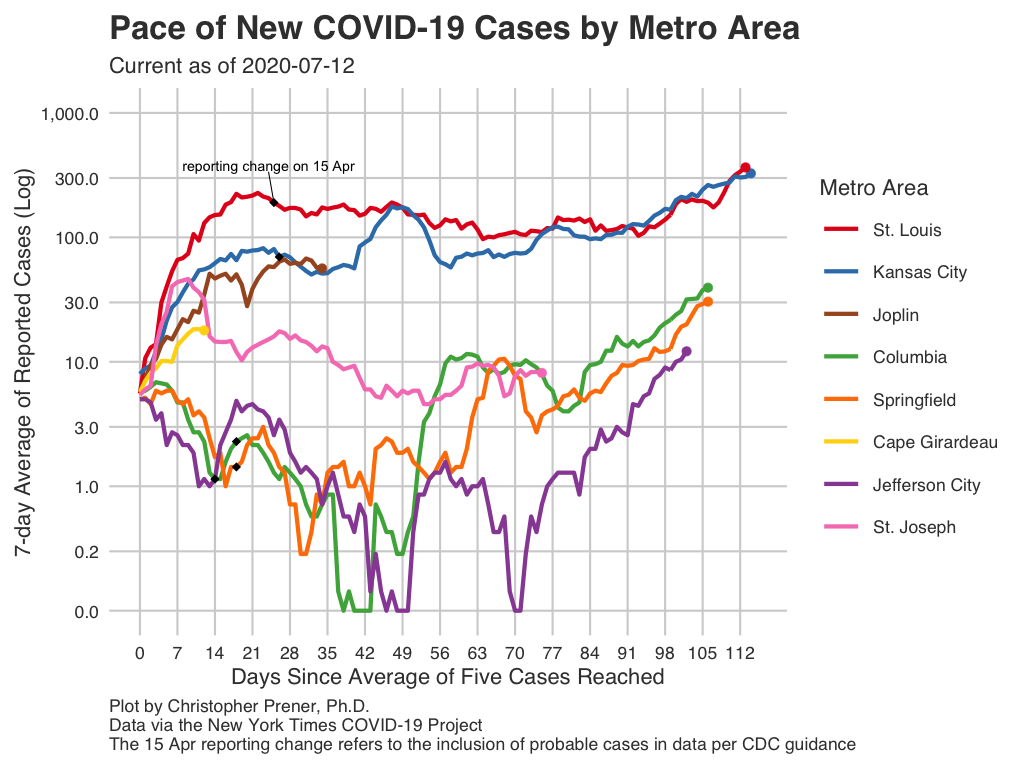 Pace of New COVID-19 Cases by Metro Area
Current as of 2020-07-12
7-day Average of Reported Cases (Log)
1,000.0
300.0
100.0
30.0
10.0
3.0
1.0
0.2
0.0
reporting change on 15 Apr
0 7 14 21 28 35 42 49 56 63 70 77 84 91 98 105 112
Days Since Average of Five Cases Reached
Metro Area
St. Louis
Kansas City
Joplin
Columbia
Springfield
Cape Girardeau
Jefferson City
St. Joseph
Plot by Christopher Prener, Ph.D.
Data via the New York Times COVID-19 Project
The 15 Apr reporting change refers to the inclusion of probable cases in data per CDC guidance